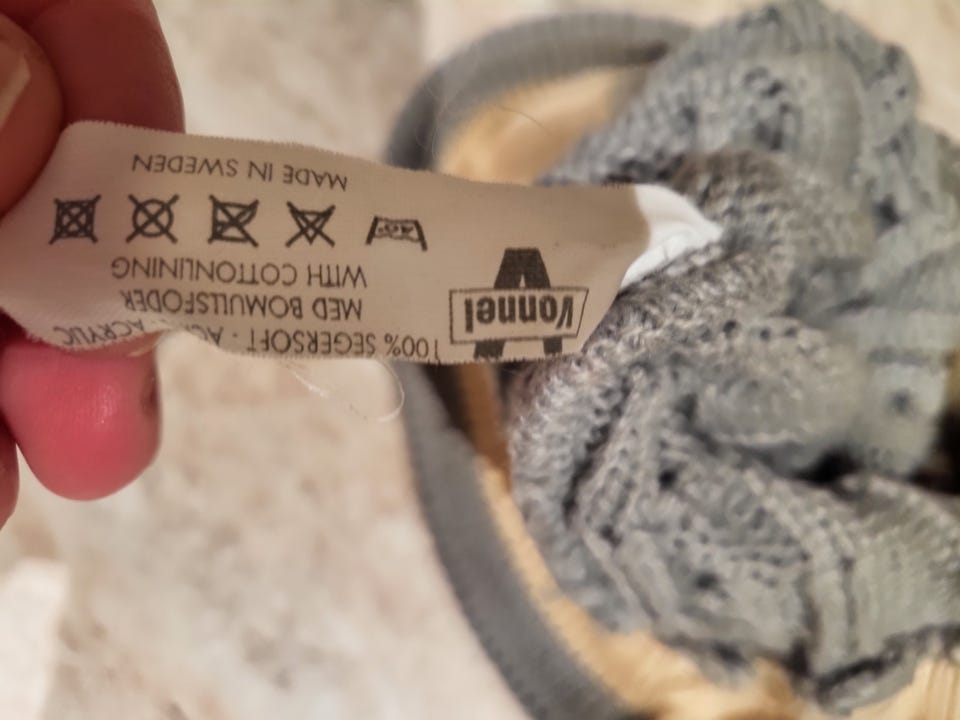 Vonnel
100% SEGERSOFT · ACRYLIC
MED BOMULLSFODER
WITH COTTONLINING
40
MADE IN SWEDEN